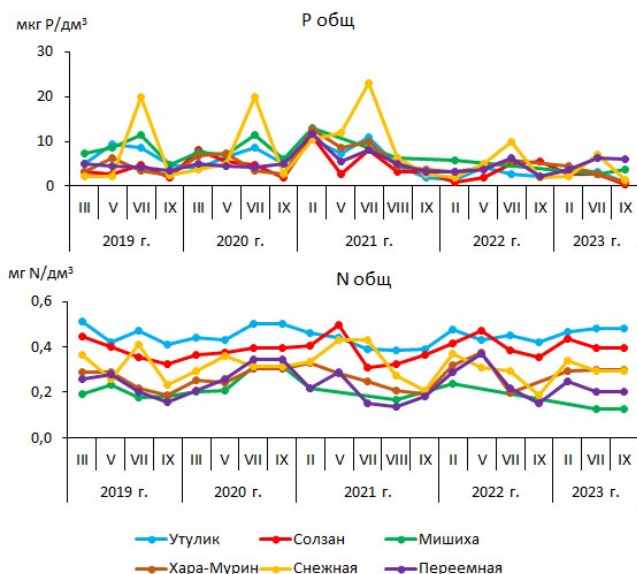 P общ
мкг P/дм³
30
20
10
0
III V VII IX III V VII IX II V VII VIII IX II V VII IX II VII IX
2019 г. 2020 г. 2021 г. 2022 г. 2023 г.
N общ
мг N/дм³
0,6
0,4
0,2
0,0
III V VII IX III V VII IX II V VII VIII IX II V VII IX II VII IX
2019 г. 2020 г. 2021 г. 2022 г. 2023 г.
Утулик Солзан Мишиха
Хара-Мурин Снежная Переемная